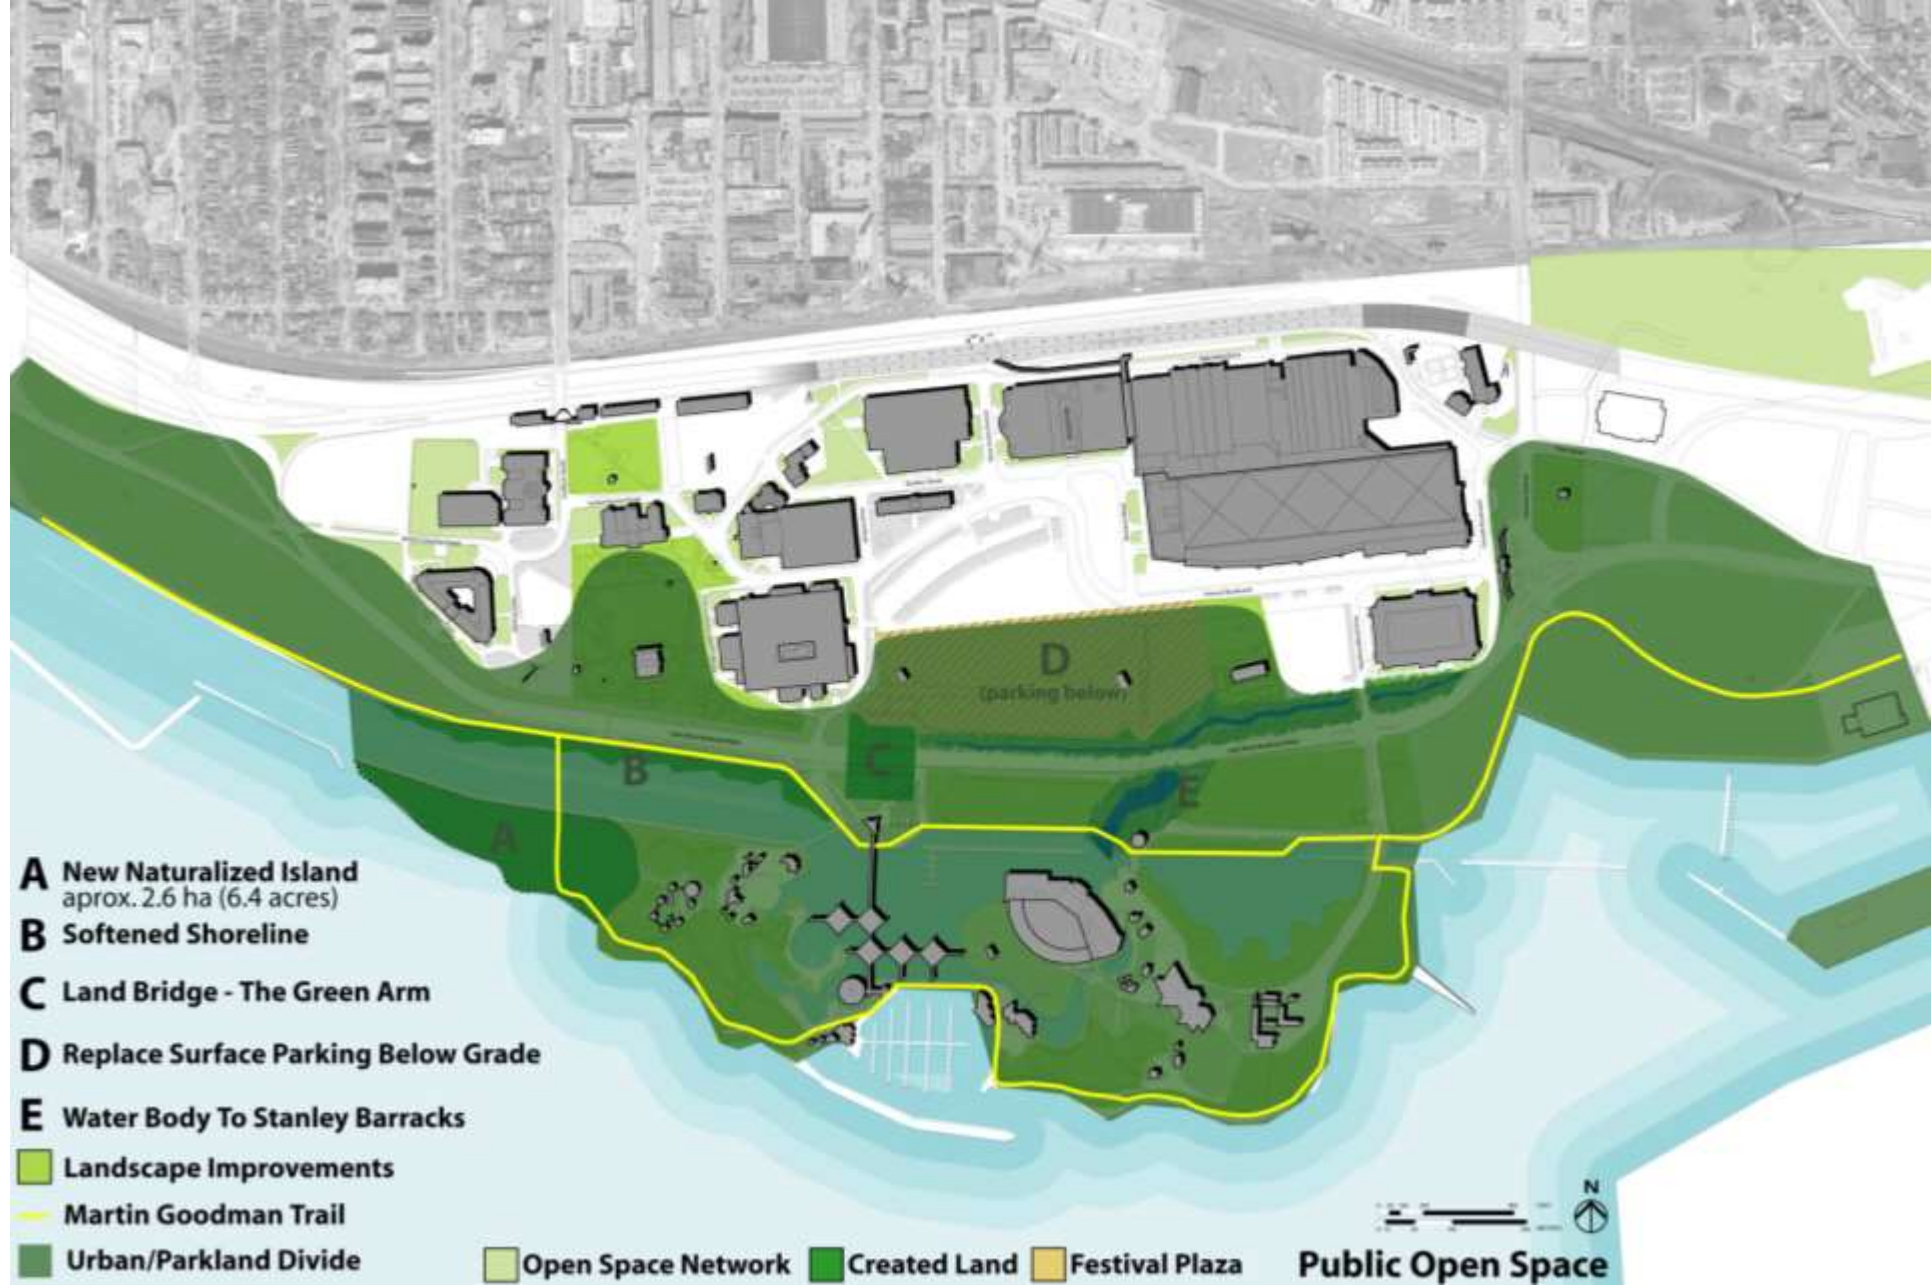 D
(parking below)
C
B
E
A
A New Naturalized Island
aprox. 2.6 ha (6.4 acres)
B Softened Shoreline
C Land Bridge - The Green Arm
D Replace Surface Parking Below Grade
E Water Body To Stanley Barracks
Landscape Improvements
Martin Goodman Trail
Urban/Parkland Divide
Open Space Network
Created Land
Festival Plaza
N
Public Open Space